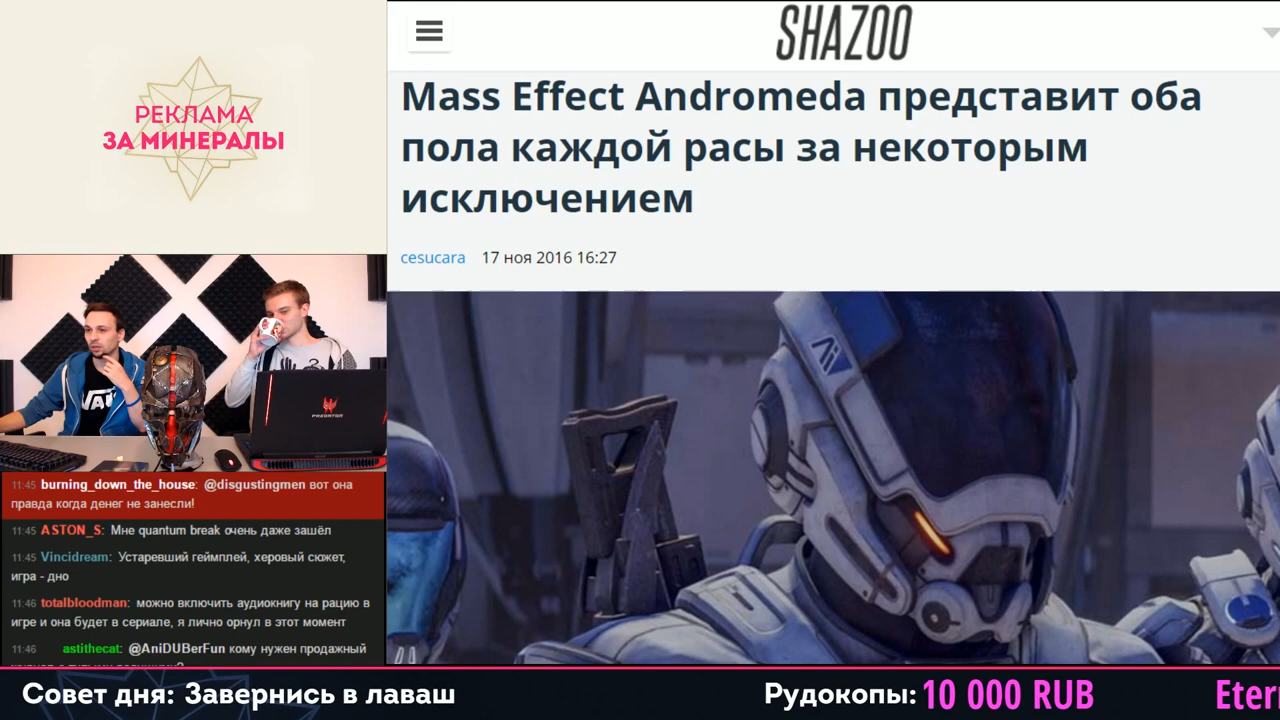 РЕКЛАМА
ЗА МИНЕРАЛЫ
SHAZOO
Mass Effect Andromeda представит оба
пола каждой расы за некоторым
исключением
cesucara 17 ноя 2016 16:27
PREDATOR
11:45 burning_down_the_house: @disgustingmen вот она
правда когда денег не занесли!
11:45 ASTON_S: Мне quantum break очень даже зашёл
11:45 Vincidream: Устаревший геймплей, херовый сюжет,
игра - дно
11:46 totalbloodman: можно включить аудиокнигу на рацию в
игре и она будет в сериале, я лично орнул в этот момент
11:46 astithecat: @AniDUBerFun кому нужен продажный
Совет дня: Завернись в лаваш
Рудокопы: 10 000 RUB
Eter